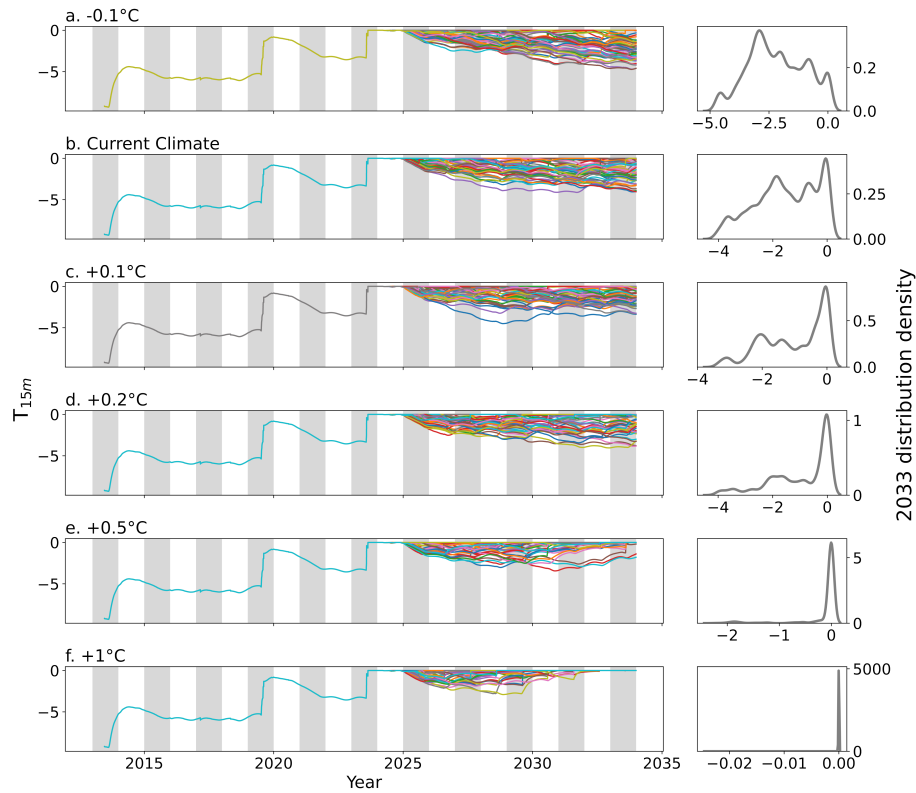 a. -0.1°C
0
−5
0.2
0.0
−5.0 −2.5 0.0
b. Current Climate
0
−5
0.25
0.00
−4 −2 0
c. +0.1°C
0
−5
0.5
0.0
−4 −2 0
d. +0.2°C
0
−5
1
0
−4 −2 0
e. +0.5°C
0
−5
5
0
−2 −1 0
f. +1°C
0
−5
5000
0
2015 2020 2025 2030 2035
−0.02 −0.01 0.00
Year
T15m
2033 distribution density